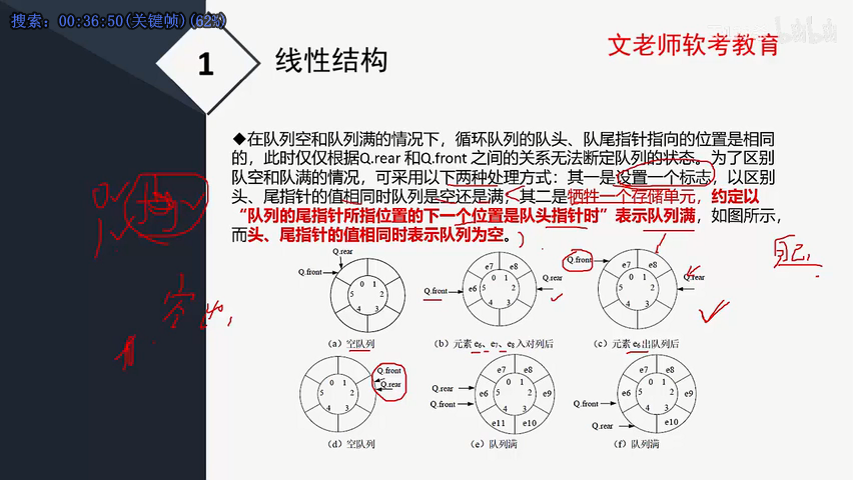 搜索：00:36:50(关键帧)(62%)
文老师软考教育
bilibili
1
线性结构
◆在队列空和队列满的情况下，循环队列的队头、队尾指针指向的位置是相同
的，此时仅仅根据Q.rear 和Q.front 之间的关系无法断定队列的状态。为了区别
队空和队满的情况，可采用以下两种处理方式：其一是设置一个标志，以区别
头、尾指针的值相同时队列是空还是满；其二是牺牲一个存储单元，约定以
“队列的尾指针所指位置的下一个位置是队头指针时”表示队列满，如图所示，
而头、尾指针的值相同时表示队列为空。
Q.rear
Q.front
0 1
5 2
4 3
(a) 空队列
e7 e8
e6
Q.front
Q.rear
0 1
5 2
4 3
(b) 元素 e6、e7、e8入对列后
Q.front
e7 e8
Q.rear
0 1
5 2
4 3
(c) 元素 e6出队列后
Q.front
Q.rear
0 1
5 2
4 3
(d) 空队列
Q.rear
Q.front
e7 e8
e6 e9
e11 e10
0 1
5 2
4 3
(e) 队列满
Q.front
Q.rear
e7 e8
e6 e9
e10
0 1
5 2
4 3
(f) 队列满
0
1
空